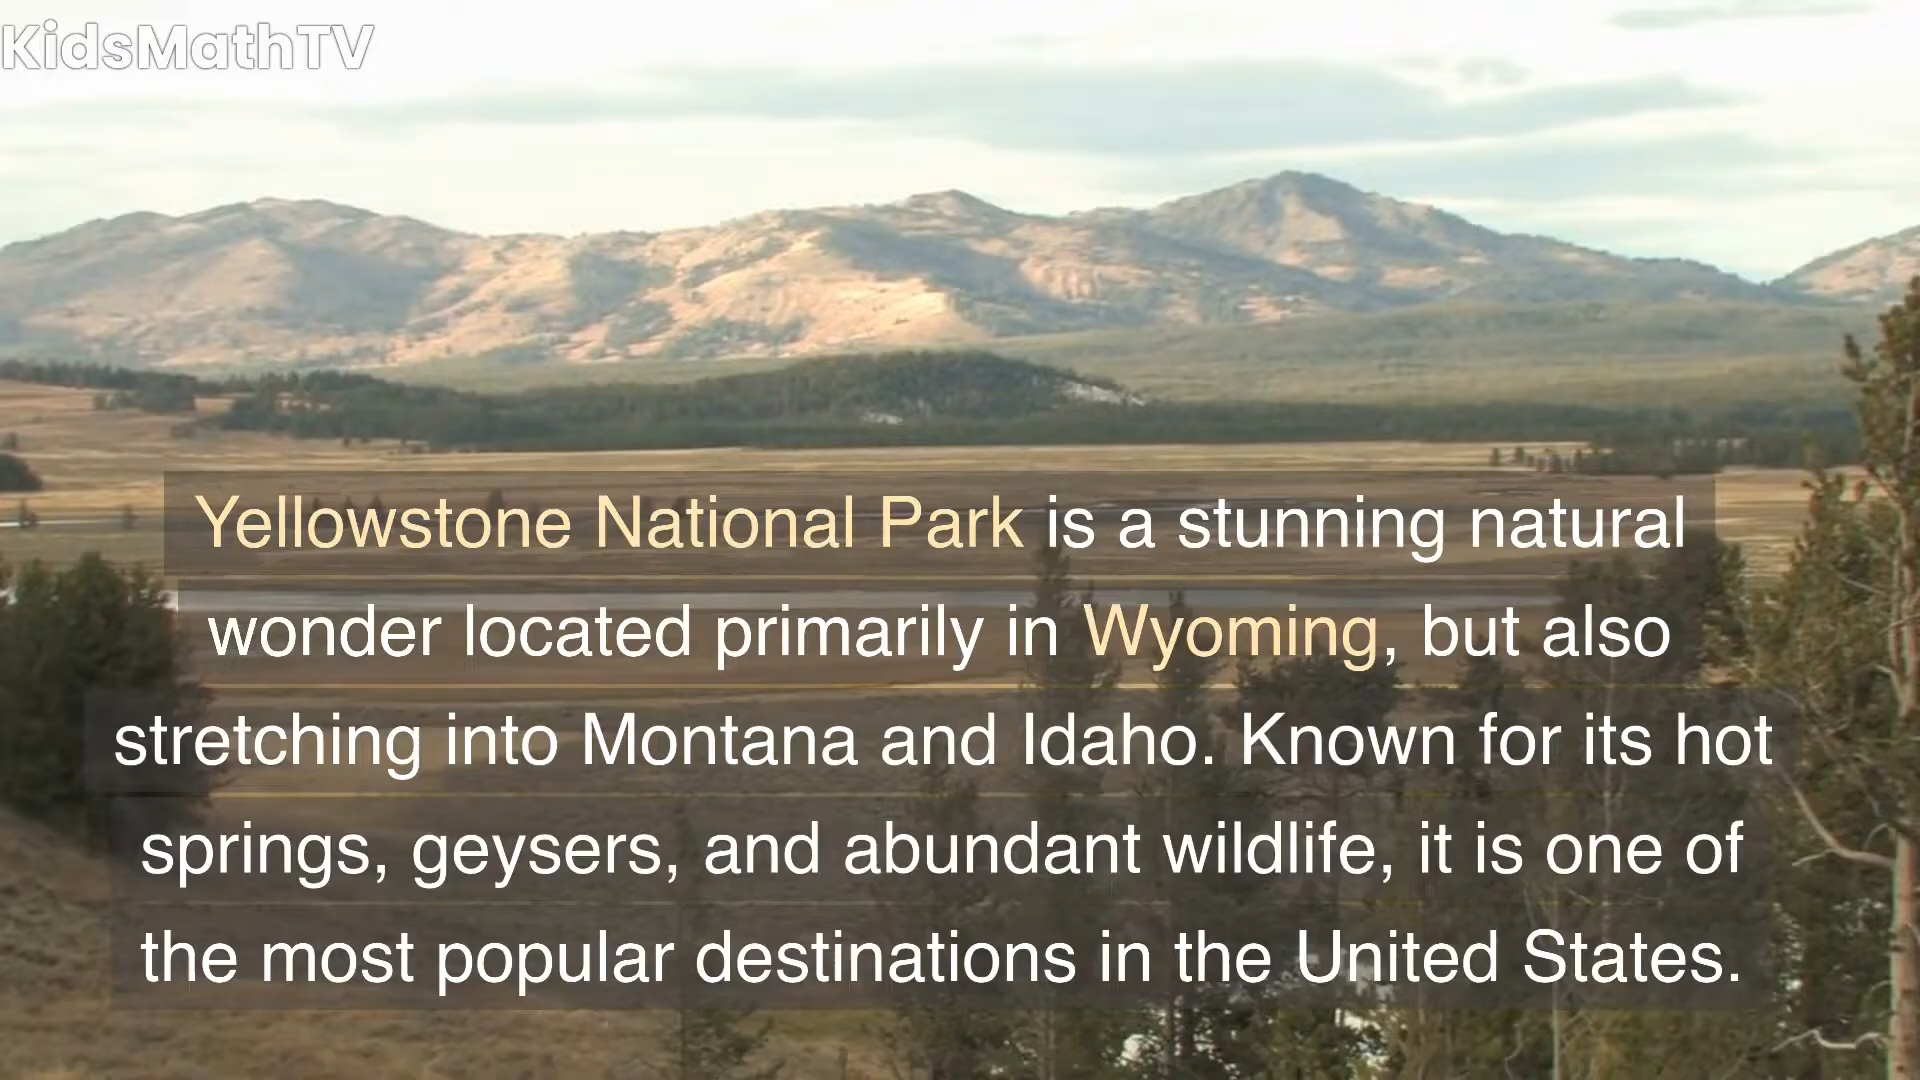 KidsMathTV
Yellowstone National Park is a stunning natural
wonder located primarily in Wyoming, but also
stretching into Montana and Idaho. Known for its hot
springs, geysers, and abundant wildlife, it is one of
the most popular destinations in the United States.